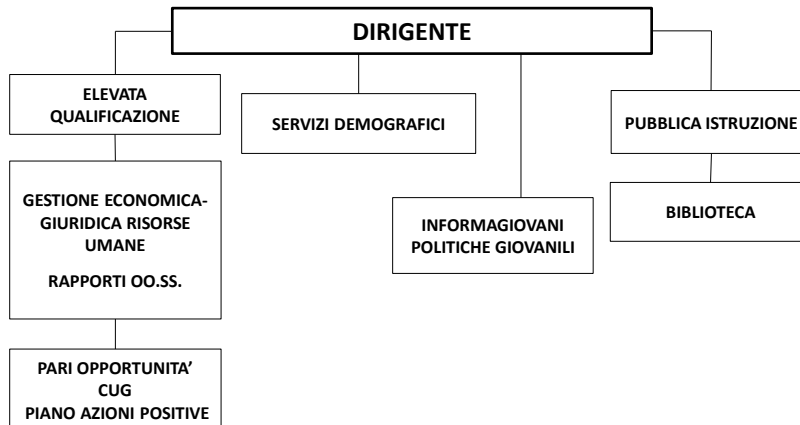 DIRIGENTE
ELEVATA
QUALIFICAZIONE
SERVIZI DEMOGRAFICI
PUBBLICA ISTRUZIONE
GESTIONE ECONOMICA-
GIURIDICA RISORSE
UMANE
RAPPORTI OO.SS.
INFORMAGIOVANI
POLITICHE GIOVANILI
BIBLIOTECA
PARI OPPORTUNITA'
CUG
PIANO AZIONI POSITIVE